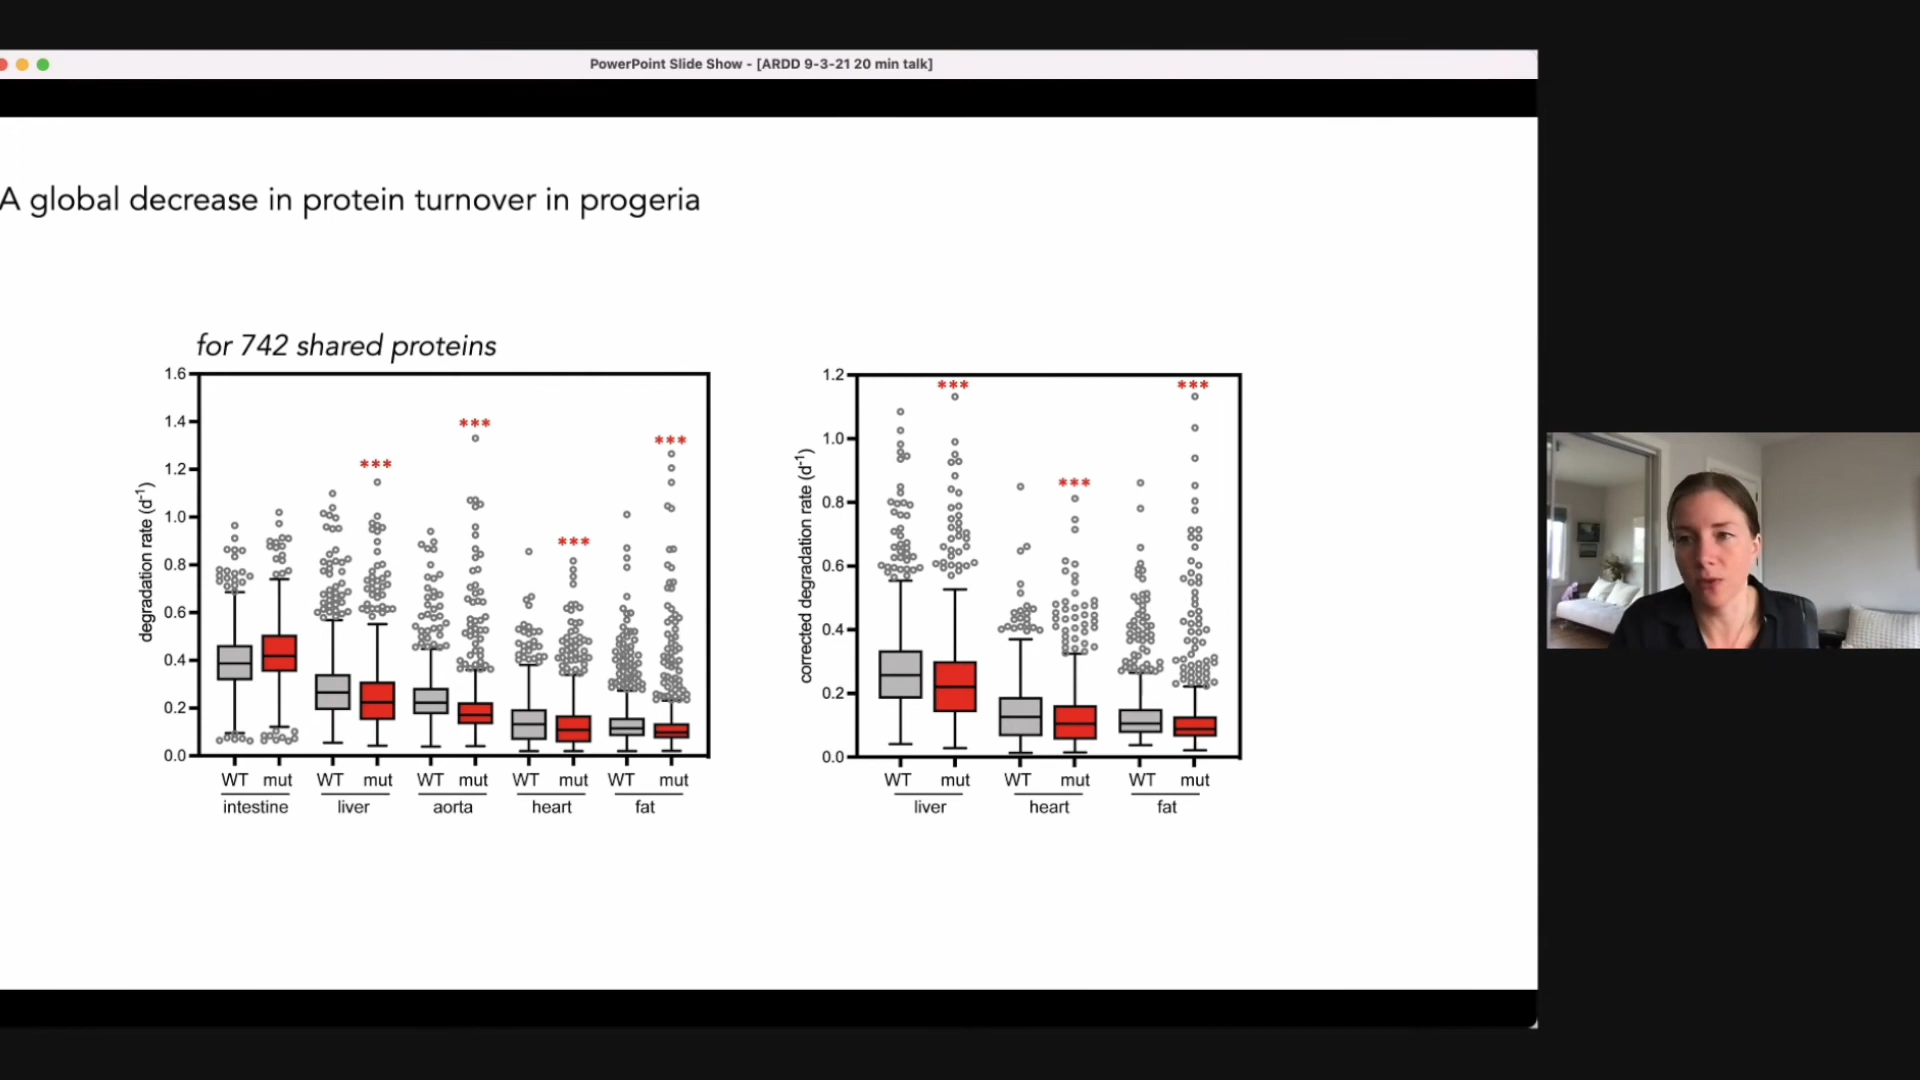 PowerPoint Slide Show - [ARDD 9-3-21 20 min talk]
A global decrease in protein turnover in progeria
for 742 shared proteins
degradation rate (d-1)
1.6
1.4
1.2
1.0
0.8
0.6
0.4
0.2
0.0
*** *** *** ***
WT mut WT mut WT mut WT mut WT mut
intestine liver aorta heart fat
corrected degradation rate (d-1)
1.2
1.0
0.8
0.6
0.4
0.2
0.0
*** *** ***
WT mut WT mut WT mut
liver heart fat